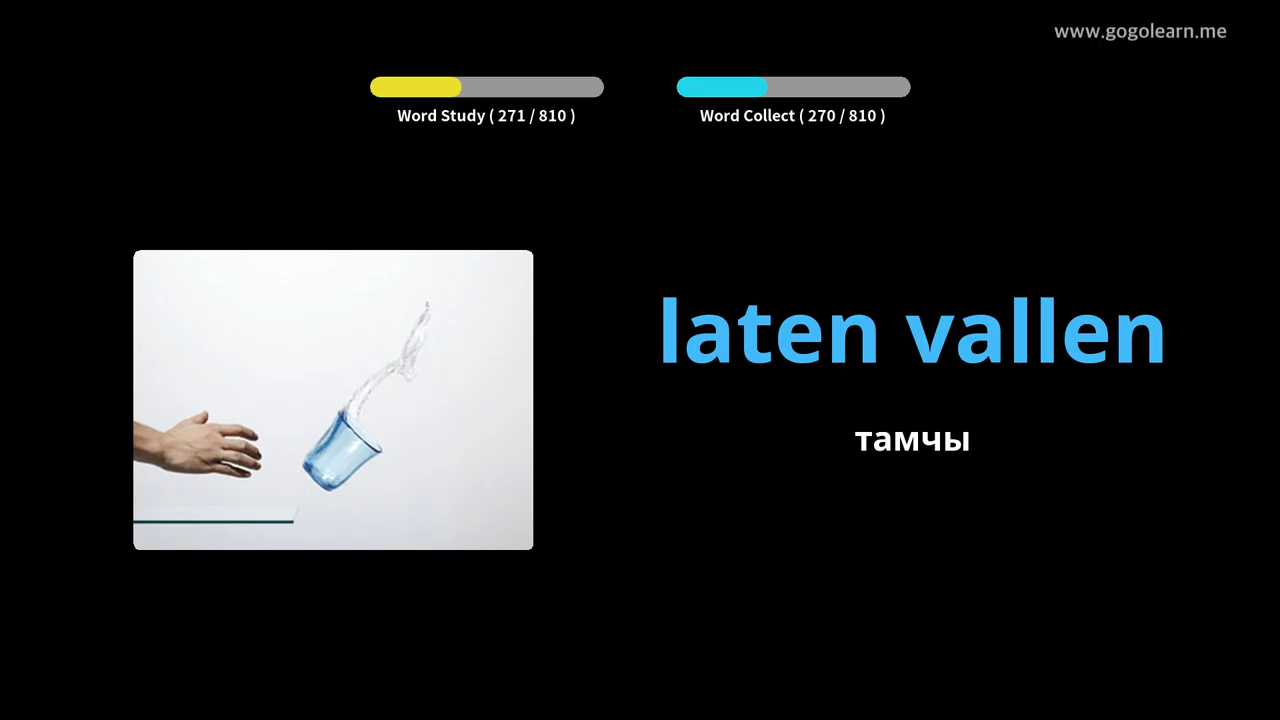 www.gogolearn.me
Word Study ( 271 / 810 )
Word Collect ( 270 / 810 )
laten vallen
тамчы